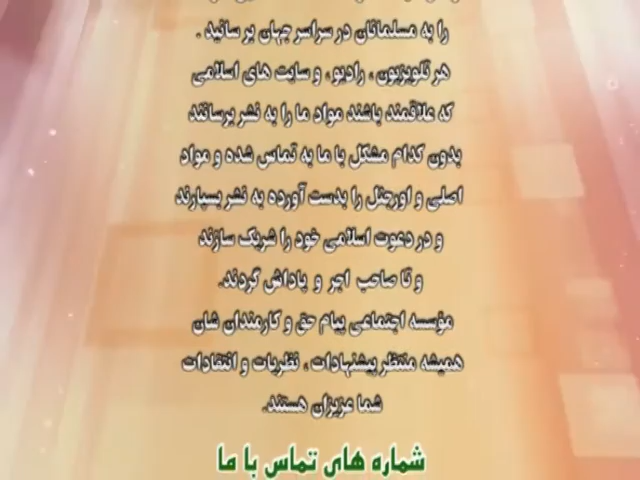 را به مسلمانان در سراسر جهان بر سانید .
هر تلویزیون ، رادیو ، و سایت های اسلامی
که علاقمند باشند مواد ما را به نشر برسانند
بدون کدام مشکل با ما به تماس شده و مواد
اصلی و اورجنل را بدست آورده به نشر بسپارند
و در دعوت اسلامی خود را شریک سازند
و تا صاحب اجر و پاداش گردند.
مؤسسه اجتماعی پیام حق و کارمندان شان
همیشه منتظر پیشنهادات ، نظریات و انتقادات
شما عزیزان هستند.
شماره های تماس با ما